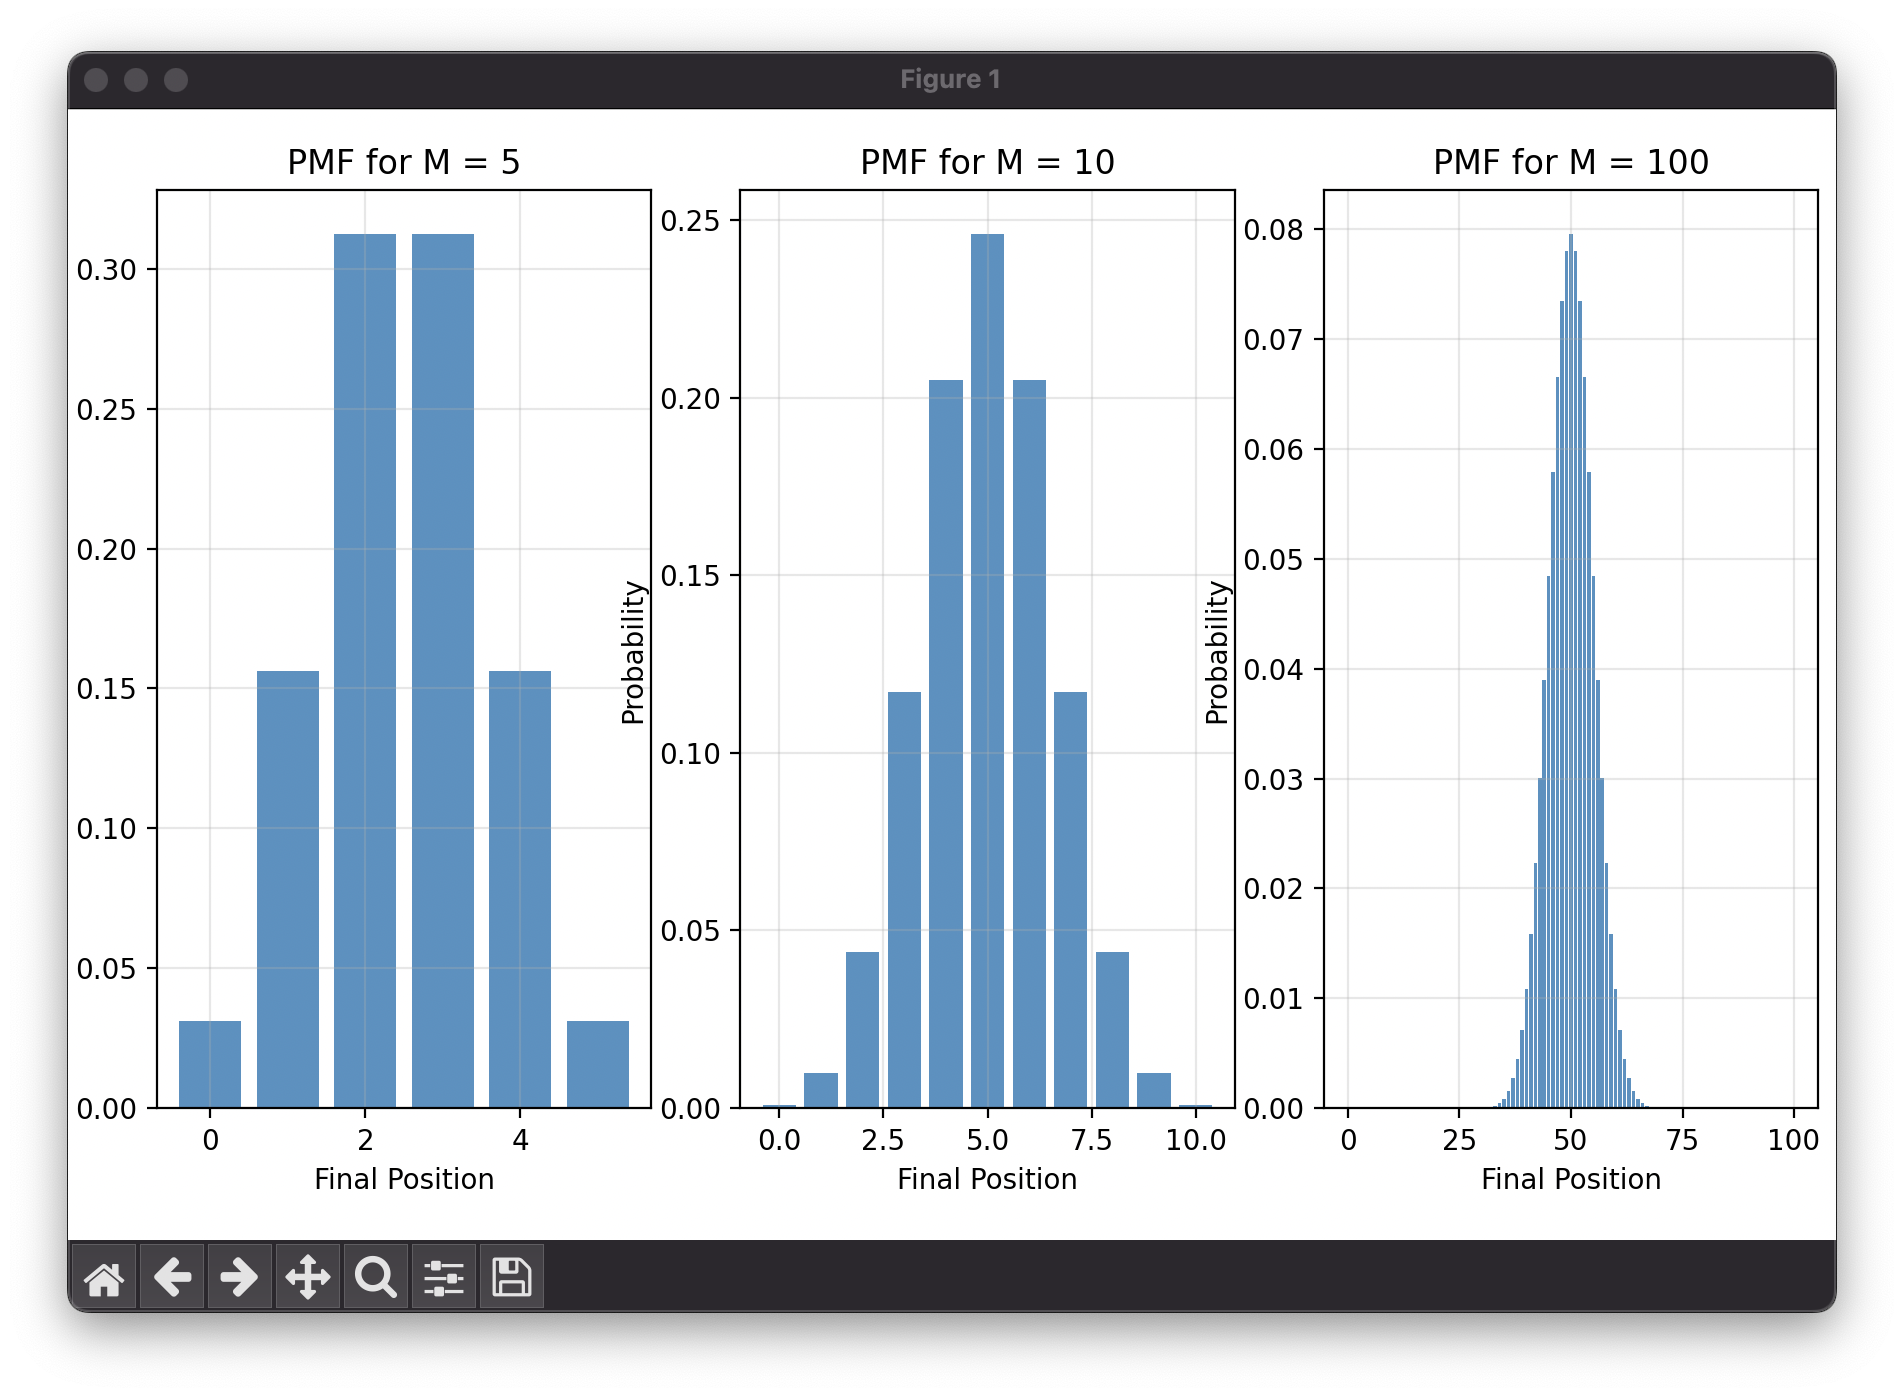 Figure 1
PMF for M = 5
0.30
0.25
0.20
0.15
0.10
0.05
0.00
0 2 4
Final Position
PMF for M = 10
Probability
0.25
0.20
0.15
0.10
0.05
0.00
0.0 2.5 5.0 7.5 10.0
Final Position
PMF for M = 100
Probability
0.08
0.07
0.06
0.05
0.04
0.03
0.02
0.01
0.00
0 25 50 75 100
Final Position